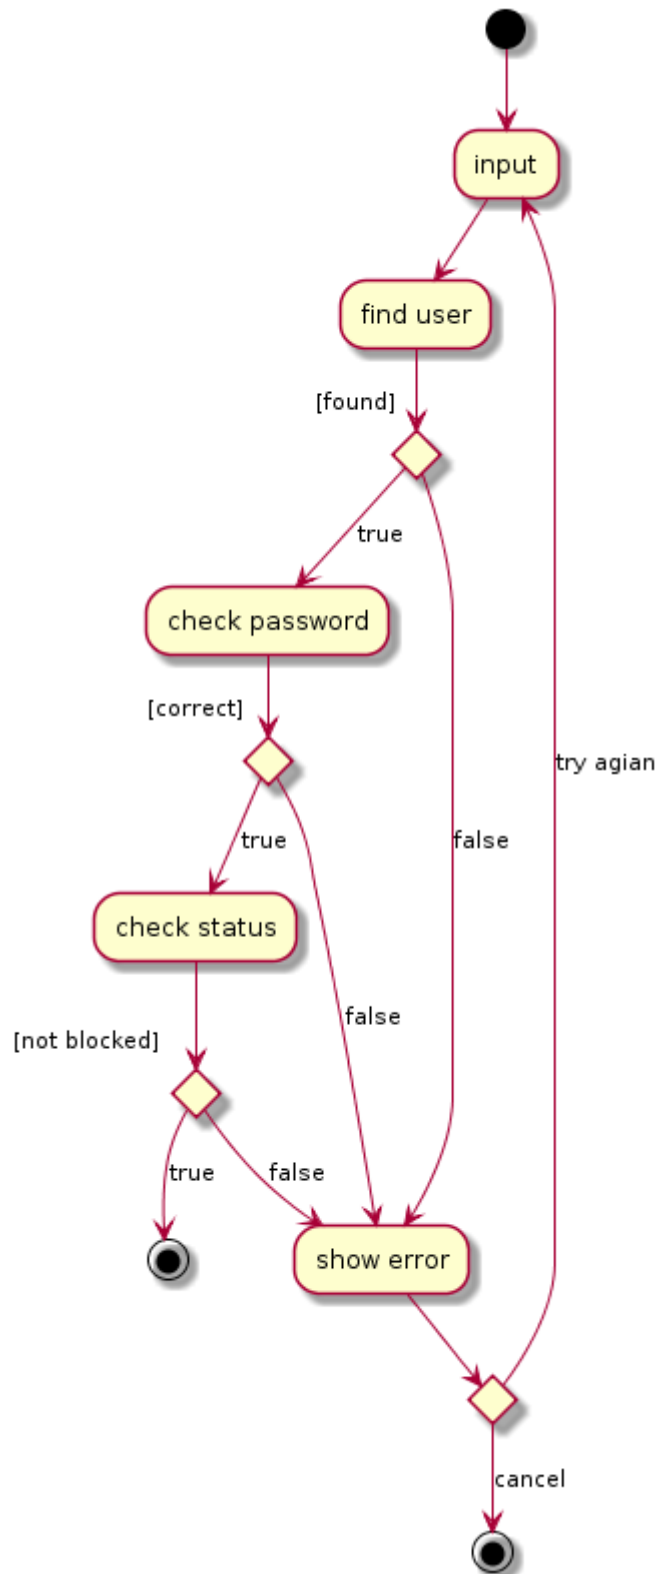 input
find user
[found]
true
check password
[correct]
try agian
true
false
check status
false
[not blocked]
true
false
show error
cancel